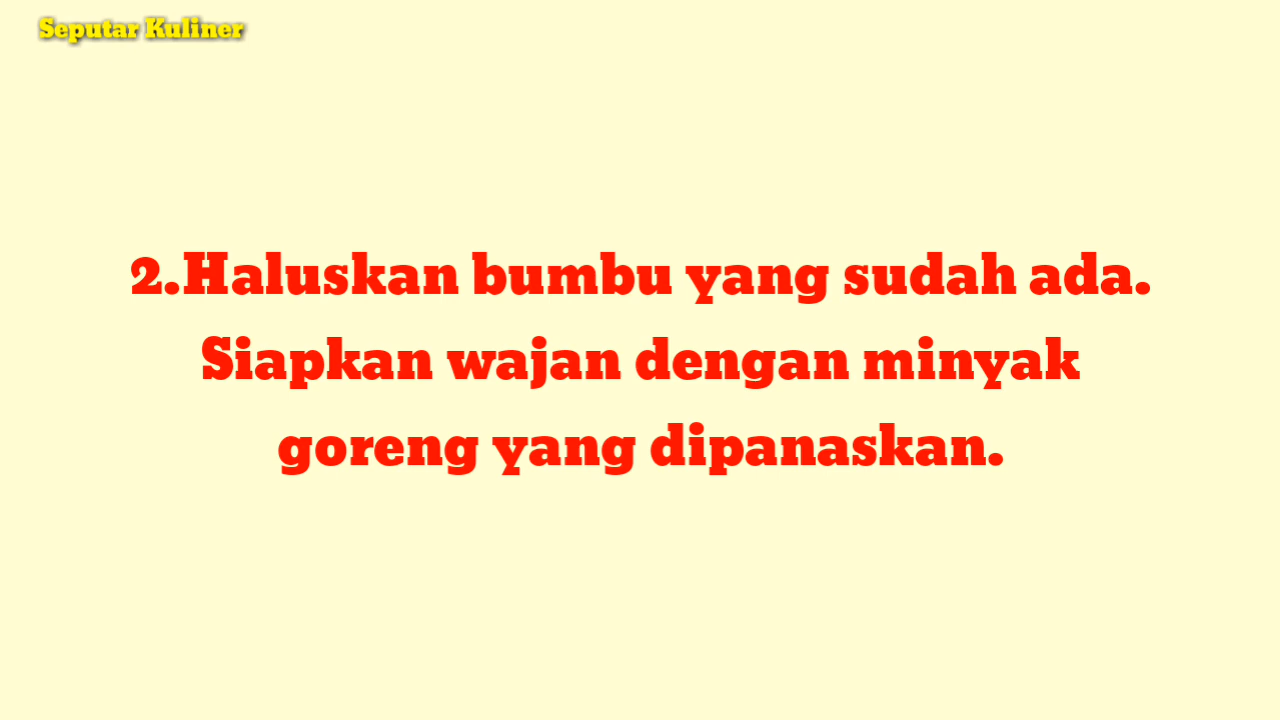 Seputar Kuliner
2.Haluskan bumbu yang sudah ada.
Siapkan wajan dengan minyak
goreng yang dipanaskan.